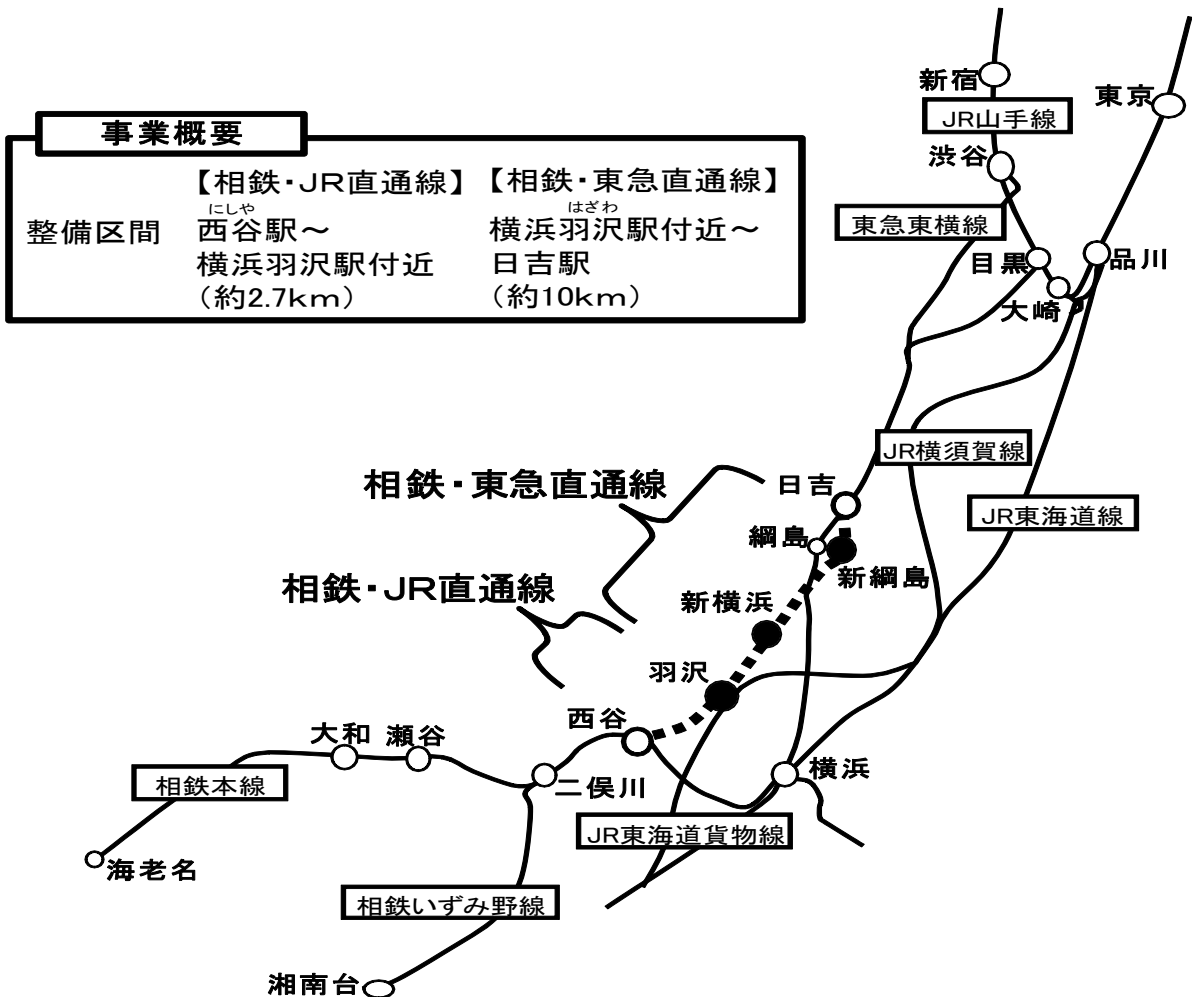 事業概要
【相鉄・JR直通線】
【相鉄・東急直通線】
整備区間
にしや
西谷駅～
横浜羽沢駅付近
（約2.7km）
はざわ
横浜羽沢駅付近～
日吉駅
（約10km）
新宿
東京
JR山手線
渋谷
東急東横線
目黒
品川
大崎
JR横須賀線
相鉄・東急直通線
日吉
JR東海道線
綱島
新綱島
相鉄・JR直通線
新横浜
羽沢
西谷
大和
瀬谷
横浜
相鉄本線
二俣川
JR東海道貨物線
海老名
相鉄いずみ野線
湘南台